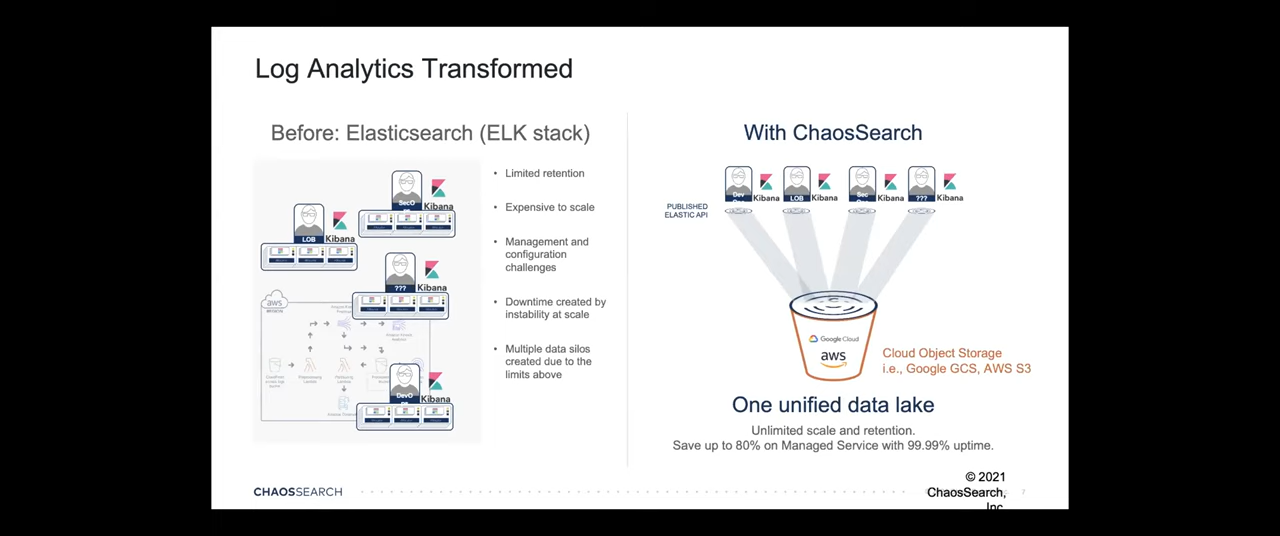 Log Analytics Transformed
Before: Elasticsearch (ELK stack)
SecO
Kibana
LOB
Kibana
???
Kibana
aws
DevO
Kibana
• Limited retention
• Expensive to scale
• Management and
configuration
challenges
• Downtime created by
instability at scale
• Multiple data silos
created due to the
limits above
With ChaosSearch
PUBLISHED
ELASTIC API
Dev
Kibana
LOB
Kibana
Sec
Kibana
???
Kibana
Google Cloud
aws
Cloud Object Storage
i.e., Google GCS, AWS S3
One unified data lake
Unlimited scale and retention.
Save up to 80% on Managed Service with 99.99% uptime.
CHAOSSEARCH
© 2021
ChaosSearch,
Inc.
7